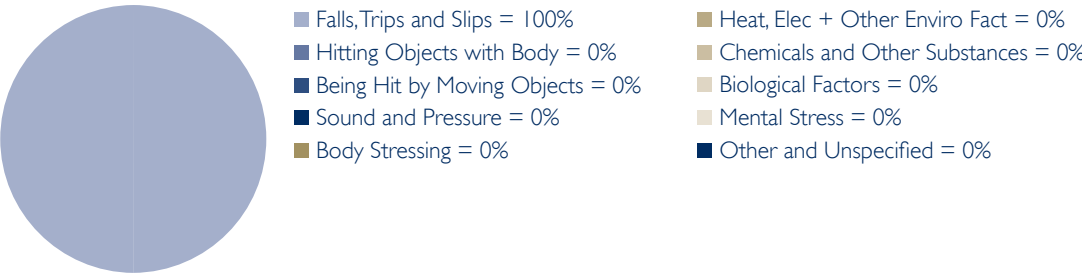 Falls, Trips and Slips = 100%
Hitting Objects with Body = 0%
Being Hit by Moving Objects = 0%
Sound and Pressure = 0%
Body Stressing = 0%
Heat, Elec + Other Enviro Fact = 0%
Chemicals and Other Substances = 0%
Biological Factors = 0%
Mental Stress = 0%
Other and Unspecified = 0%